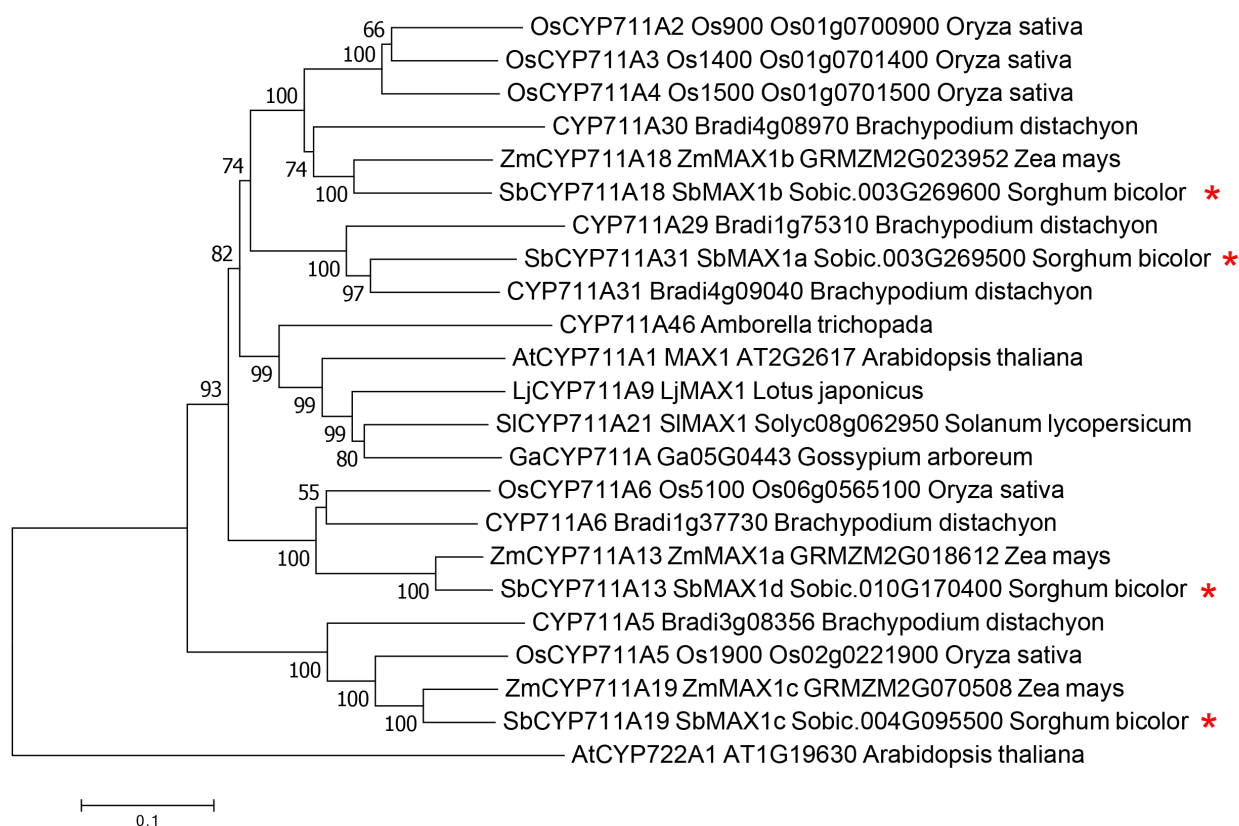 66
OsCYP711A2 Os900 Os01g0700900 Oryza sativa
100
OsCYP711A3 Os1400 Os01g0701400 Oryza sativa
OsCYP711A4 Os1500 Os01g0701500 Oryza sativa
100
CYP711A30 Bradi4g08970 Brachypodium distachyon
74
ZmCYP711A18 ZmMAX1b GRMZM2G023952 Zea mays
74
100
SbCYP711A18 SbMAX1b Sobic.003G269600 Sorghum bicolor *
CYP711A29 Bradi1g75310 Brachypodium distachyon
82
100
SbCYP711A31 SbMAX1a Sobic.003G269500 Sorghum bicolor *
97
CYP711A31 Bradi4g09040 Brachypodium distachyon
CYP711A46 Amborella trichopada
99
AtCYP711A1 MAX1 AT2G2617 Arabidopsis thaliana
93
99
LjCYP711A9 LjMAX1 Lotus japonicus
99
SlCYP711A21 SlMAX1 Solyc08g062950 Solanum lycopersicum
80
GaCYP711A Ga05G0443 Gossypium arboreum
55
OsCYP711A6 Os5100 Os06g0565100 Oryza sativa
CYP711A6 Bradi1g37730 Brachypodium distachyon
100
ZmCYP711A13 ZmMAX1a GRMZM2G018612 Zea mays
100
SbCYP711A13 SbMAX1d Sobic.010G170400 Sorghum bicolor *
CYP711A5 Bradi3g08356 Brachypodium distachyon
100
OsCYP711A5 Os1900 Os02g0221900 Oryza sativa
100
ZmCYP711A19 ZmMAX1c GRMZM2G070508 Zea mays
100
SbCYP711A19 SbMAX1c Sobic.004G095500 Sorghum bicolor *
AtCYP722A1 AT1G19630 Arabidopsis thaliana
0.1